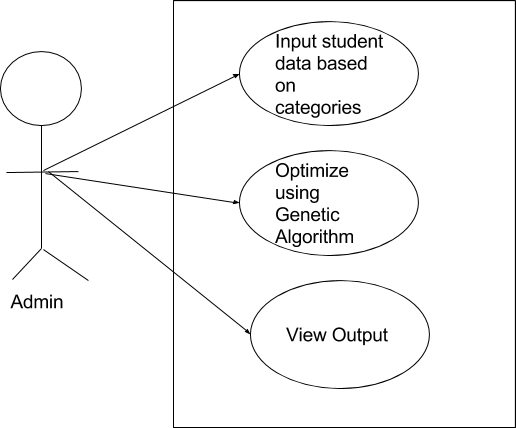 Input student
data based
on
categories
Optimize
using
Genetic
Algorithm
Admin
View Output